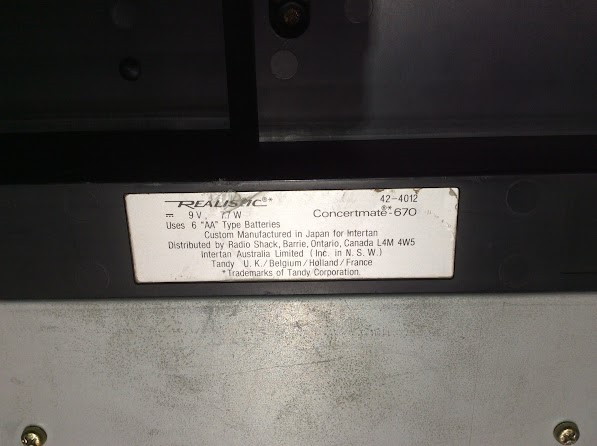 REALISTIC®* 42-4012
⎓ 9V, 7.7W Concertmate®*-670
Uses 6 "AA" Type Batteries
Custom Manufactured in Japan for Intertan
Distributed by Radio Shack, Barrie, Ontario, Canada L4M 4W5
Intertan Australia Limited (Inc. in N. S. W.)
Tandy U. K./Belgium/Holland/France
*Trademarks of Tandy Corporation.